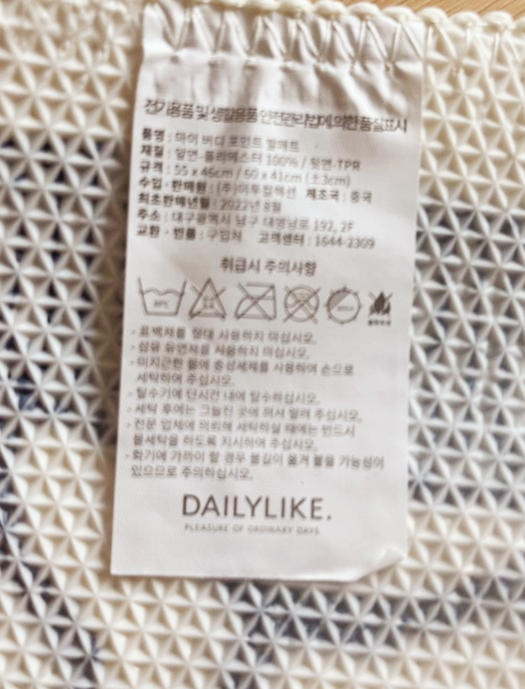 전기용품 및 생활용품 안전관리법에 의한 품질표시
품명 : 마이 버디 포인트 발매트
재질 : 앞면-폴리에스터 100% / 뒷면-TPR
규격 : 55 x 46cm / 60 x 41cm (±3cm)
수입·판매원 : (주)이투컬렉션 제조국 : 중국
최초판매년월 : 2022년 8월
주소 : 대구광역시 남구 대명남로 192, 2F
교환·반품 : 구입처 고객센터 : 1644-2309
취급시 주의사항
- 표백제를 절대 사용하지 마십시오.
- 섬유 유연제를 사용하지 마십시오.
- 미지근한 물에 중성세제를 사용하여 손으로
세탁하여 주십시오.
- 탈수기에 단시간 내에 탈수하십시오.
- 세탁 후에는 그늘진 곳에 펴서 말려 주십시오.
- 전문 업체에 의뢰해 세탁하실 때에는 반드시
물세탁을 하도록 지시하여 주십시오.
- 화기에 가까이 할 경우 불길이 옮겨 붙을 가능성이
있으므로 주의하십시오.
DAILYLIKE.
PLEASURE OF ORDINARY DAYS